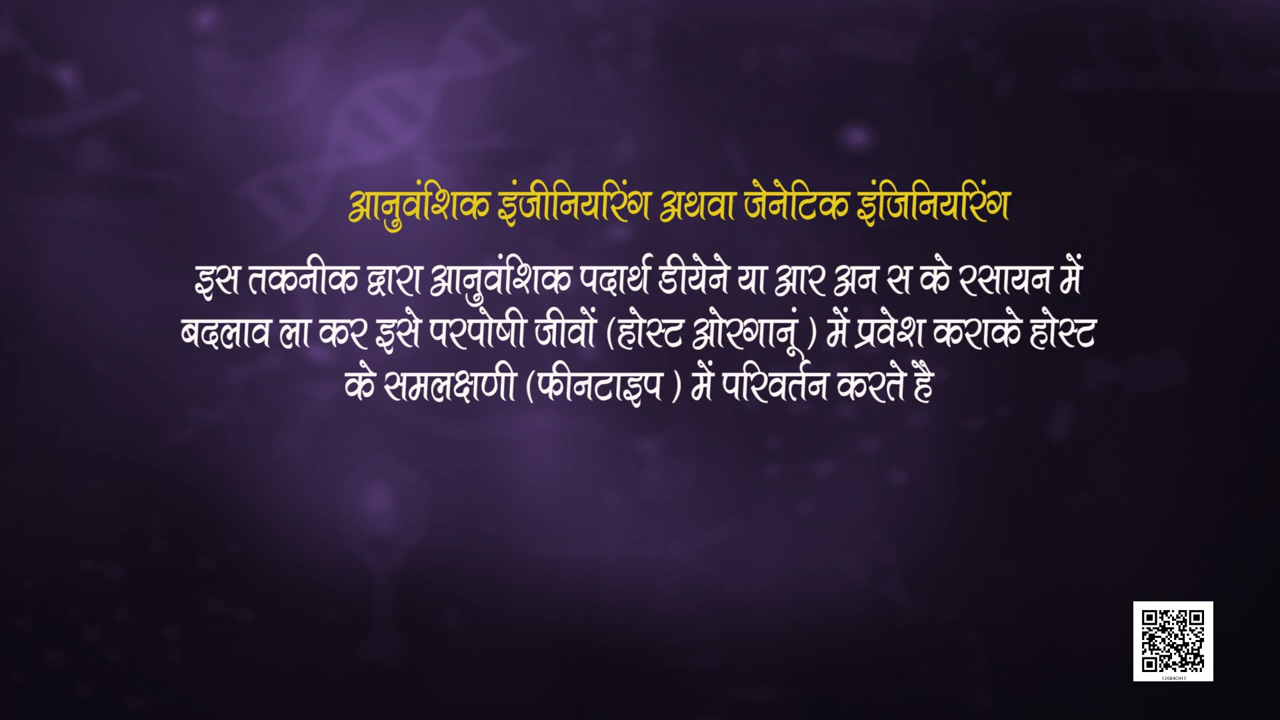 आनुवंशिक इंजीनियरिंग अथवा जेनेटिक इंजिनियरिंग
इस तकनीक द्वारा आनुवंशिक पदार्थ डीयेने या आर अन स के रसायन में
बदलाव ला कर इसे परपोषी जीवों (होस्ट ओरगानूं ) में प्रवेश कराके होस्ट
के समलक्षणी (फीनटाइप ) में परिवर्तन करते है
12084CH11